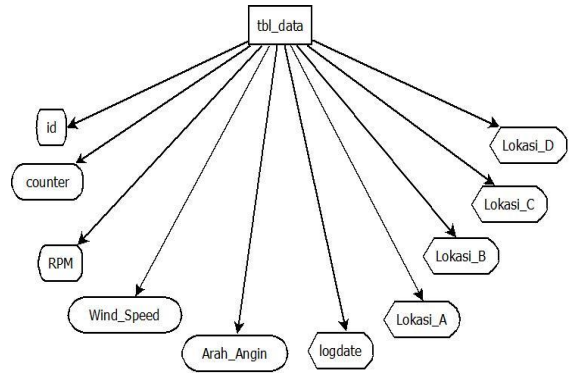 tbl_data
id
counter
RPM
Wind_Speed
Arah_Angin
logdate
Lokasi_A
Lokasi_B
Lokasi_C
Lokasi_D